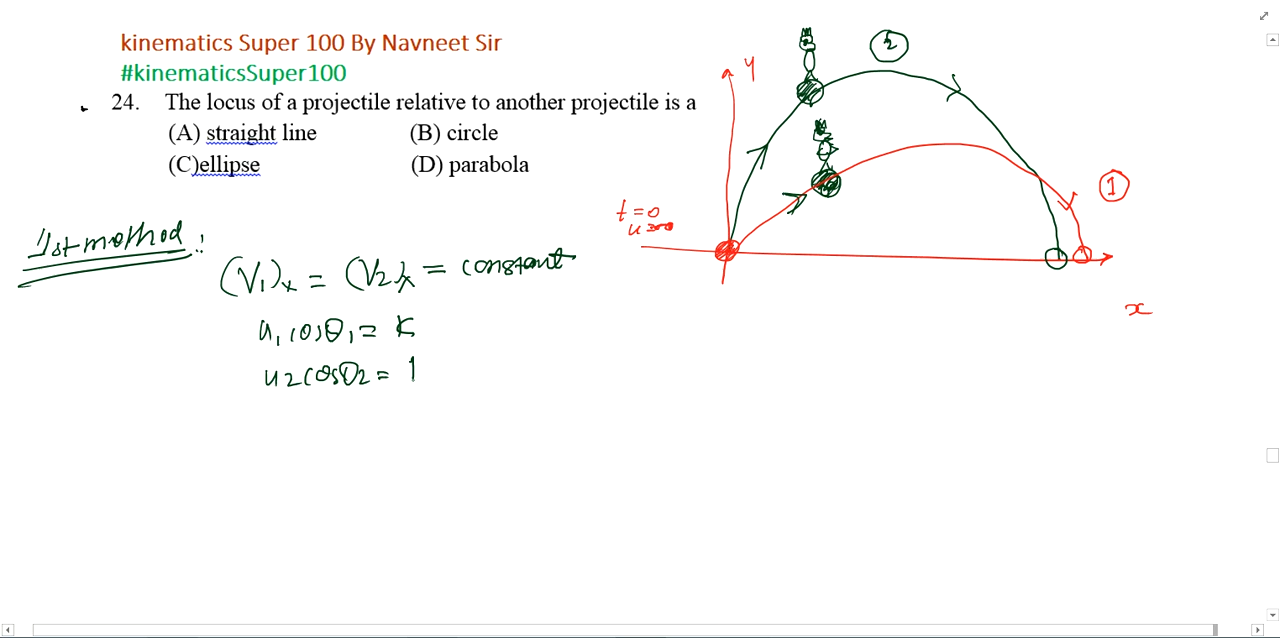 kinematics Super 100 By Navneet Sir
#kinematicsSuper100
24. The locus of a projectile relative to another projectile is a
(A) straight line (B) circle
(C)ellipse (D) parabola
1st method :
(V1)x = (V2)x = constant
u1 cosθ1 = K
u2 cosθ2 = 1
y
2
1
t=0
x